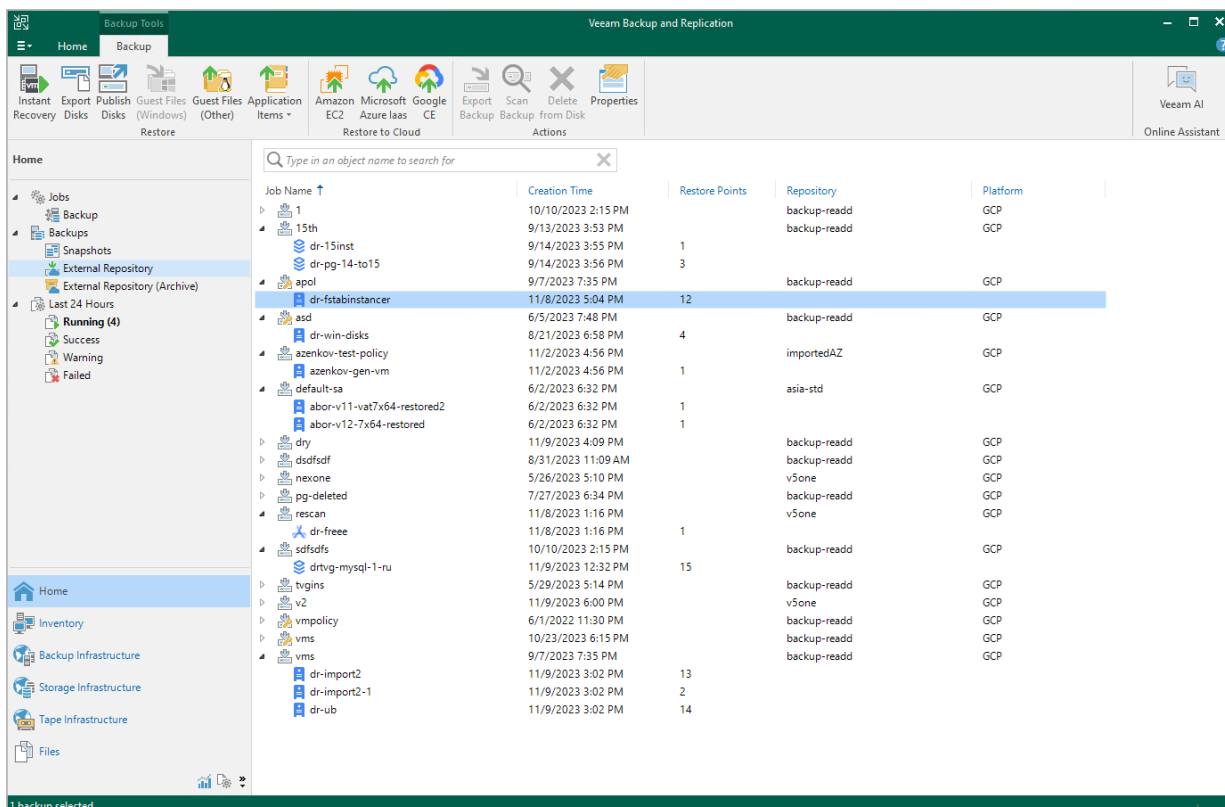 Backup Tools
Veeam Backup and Replication
Home Backup
Instant Recovery
Export Disks
Publish Disks
Guest Files (Windows)
Guest Files (Other)
Application Items
Amazon EC2
Microsoft Azure Iaas
Google CE
Export Backup
Scan Backup
Delete from Disk
Properties
Veeam AI
Restore
Restore to Cloud
Actions
Online Assistant
Home
Jobs
Backup
Backups
Snapshots
External Repository
External Repository (Archive)
Last 24 Hours
Running (4)
Success
Warning
Failed
Home
Inventory
Backup Infrastructure
Storage Infrastructure
Tape Infrastructure
Files
Type in an object name to search for
Job Name Creation Time Restore Points Repository Platform
1 10/10/2023 2:15 PM backup-readd GCP
15th 9/13/2023 3:53 PM backup-readd GCP
dr-15inst 9/14/2023 3:55 PM 1
dr-pg-14-to15 9/14/2023 3:56 PM 3
apol 9/7/2023 7:35 PM backup-readd GCP
dr-fstabinstancer 11/8/2023 5:04 PM 12
asd 6/5/2023 7:48 PM backup-readd GCP
dr-win-disks 8/21/2023 6:58 PM 4
azenkov-test-policy 11/2/2023 4:56 PM importedAZ GCP
azenkov-gen-vm 11/2/2023 4:56 PM 1
default-sa 6/2/2023 6:32 PM asia-std GCP
abor-v11-vat7x64-restored2 6/2/2023 6:32 PM 1
abor-v12-7x64-restored 6/2/2023 6:32 PM 1
dry 11/9/2023 4:09 PM backup-readd GCP
dsdfsdf 8/31/2023 11:09 AM backup-readd GCP
nexone 5/26/2023 5:10 PM v5one GCP
pg-deleted 7/27/2023 6:34 PM backup-readd GCP
rescan 11/8/2023 1:16 PM v5one GCP
dr-freee 11/8/2023 1:16 PM 1
sdfsdfs 10/10/2023 2:15 PM backup-readd GCP
drtvg-mysql-1-ru 11/9/2023 12:32 PM 15
tvgins 5/29/2023 5:14 PM backup-readd GCP
v2 11/9/2023 6:00 PM v5one GCP
vmpolicy 6/1/2022 11:30 PM backup-readd GCP
vms 10/23/2023 6:15 PM backup-readd GCP
vms 9/7/2023 7:35 PM backup-readd GCP
dr-import2 11/9/2023 3:02 PM 13
dr-import2-1 11/9/2023 3:02 PM 2
dr-ub 11/9/2023 3:02 PM 14
1 backup selected